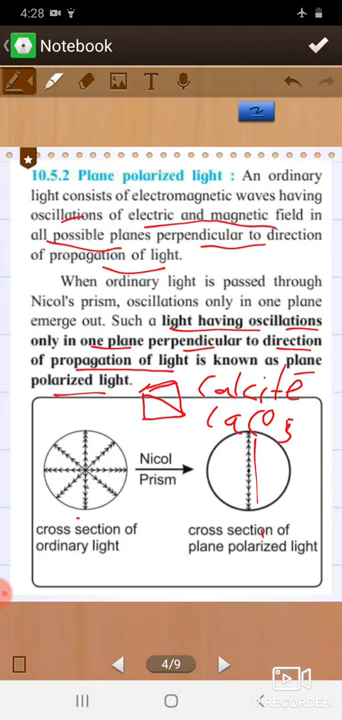 4:28
Notebook
T
2
10.5.2 Plane polarized light : An ordinary
light consists of electromagnetic waves having
oscillations of electric and magnetic field in
all possible planes perpendicular to direction
of propagation of light.
When ordinary light is passed through
Nicol's prism, oscillations only in one plane
emerge out. Such a light having oscillations
only in one plane perpendicular to direction
of propagation of light is known as plane
polarized light.
Calcite
CaCO3
Nicol
Prism
cross section of
ordinary light
cross section of
plane polarized light
4/9
VRECORDER